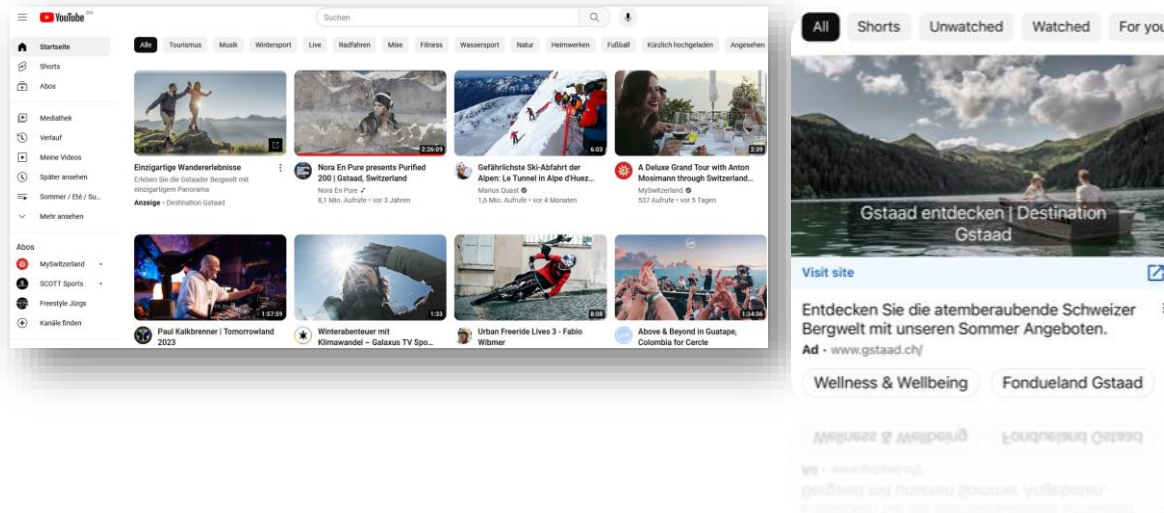 YouTube CH
Suchen
Startseite
Shorts
Abos
Mediathek
Verlauf
Meine Videos
Später ansehen
Sommer / Eté / Su...
Mehr ansehen
Abos
MySwitzerland
SCOTT Sports
Freestyle Jürgs
Kanäle finden
Alle Tourismus Musik Wintersport Live Radfahren Mixe Fitness Wassersport Natur Heimwerken Fußball Kürzlich hochgeladen Angesehen
Einzigartige Wandererlebnisse
Erleben Sie die Gstaader Bergwelt mit
einzigartigem Panorama
Anzeige • Destination Gstaad
2:26:09
Nora En Pure presents Purified
200 | Gstaad, Switzerland
Nora En Pure
8,1 Mio. Aufrufe • vor 3 Jahren
6:03
Gefährlichste Ski-Abfahrt der
Alpen: Le Tunnel in Alpe d'Huez...
Marius Quast
1,6 Mio. Aufrufe • vor 4 Monaten
2:39
A Deluxe Grand Tour with Anton
Mosimann through Switzerland...
MySwitzerland
537 Aufrufe • vor 5 Tagen
1:57:59
Paul Kalkbrenner | Tomorrowland
2023
1:33
Winterabenteuer mit
Klimawandel – Galaxus TV Spo...
8:08
Urban Freeride Lives 3 - Fabio
Wibmer
1:34:06
Above & Beyond in Guatape,
Colombia for Cercle
All Shorts Unwatched Watched For you
Gstaad entdecken | Destination
Gstaad
Visit site
Entdecken Sie die atemberaubende Schweizer
Bergwelt mit unseren Sommer Angeboten.
Ad • www.gstaad.ch/
Wellness & Wellbeing Fondueland Gstaad